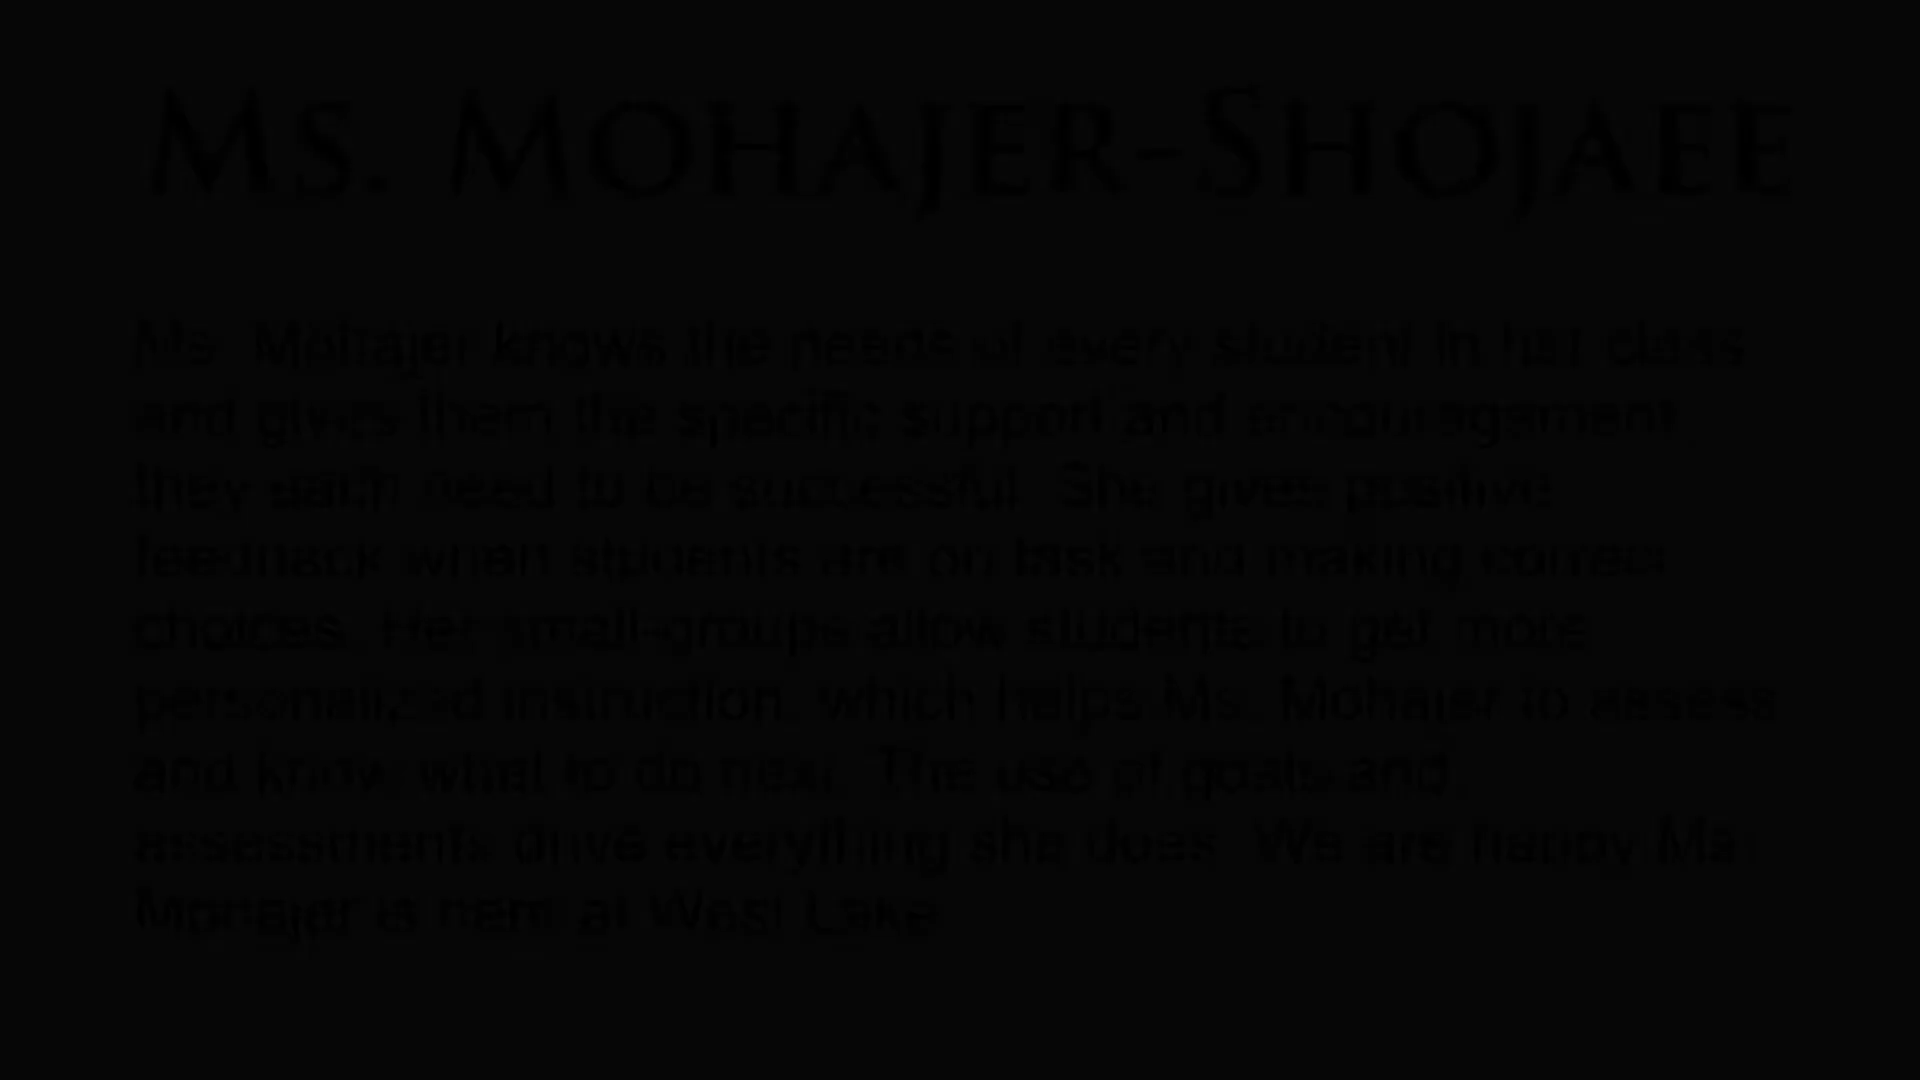 Ms. Mohajer-Shojaee
Ms. Mohajer knows the needs of every student in her class
and gives them the specific support and encouragement
they each need to be successful. She gives positive
feedback when students are on task and making correct
choices. Her small-groups allow students to get more
personalized instruction, which helps Ms. Mohajer to assess
and know what to do next. The use of goals and
assessments drive everything she does. We are happy Ms.
Mohajer is here at West Lake.